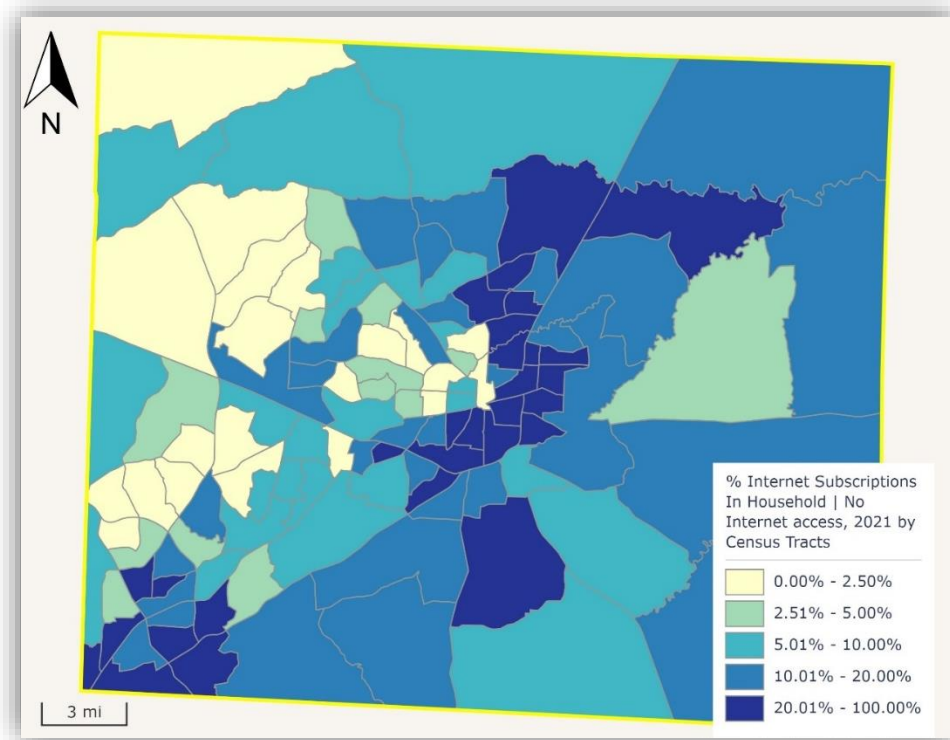 N
% Internet Subscriptions
In Household | No
Internet access, 2021 by
Census Tracts
0.00% - 2.50%
2.51% - 5.00%
5.01% - 10.00%
10.01% - 20.00%
20.01% - 100.00%
3 mi